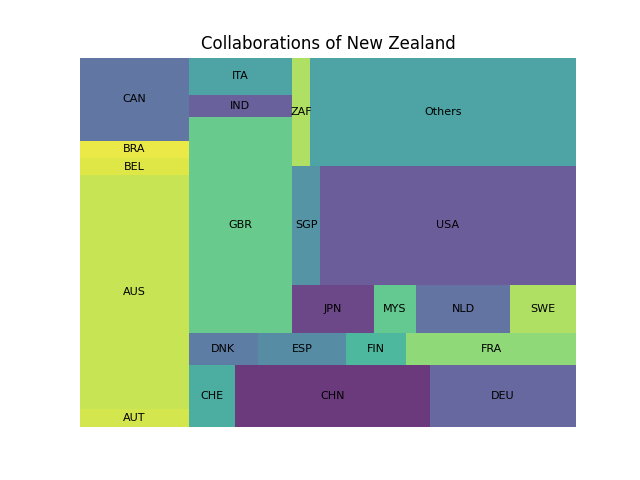 Collaborations of New Zealand
CAN
ITA
IND
ZAF
Others
BRA
BEL
GBR
SGP
USA
AUS
JPN
MYS
NLD
SWE
DNK
ESP
FIN
FRA
CHE
CHN
DEU
AUT